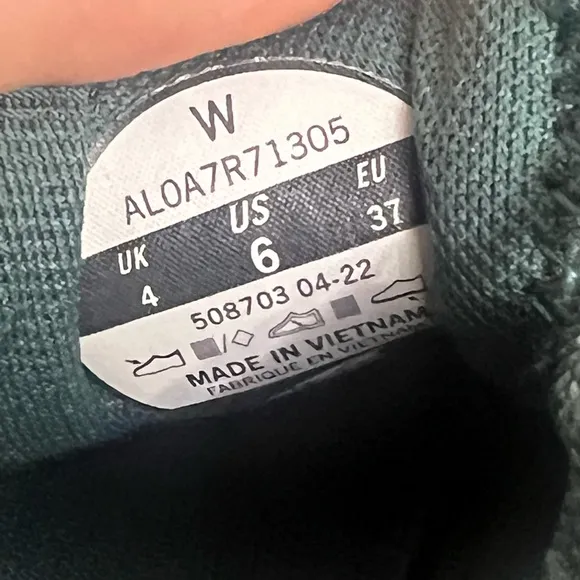 W
AL0A7R71305
UK US EU
4 6 37
508703 04-22
MADE IN VIETNAM
FABRIQUE EN VIETNAM